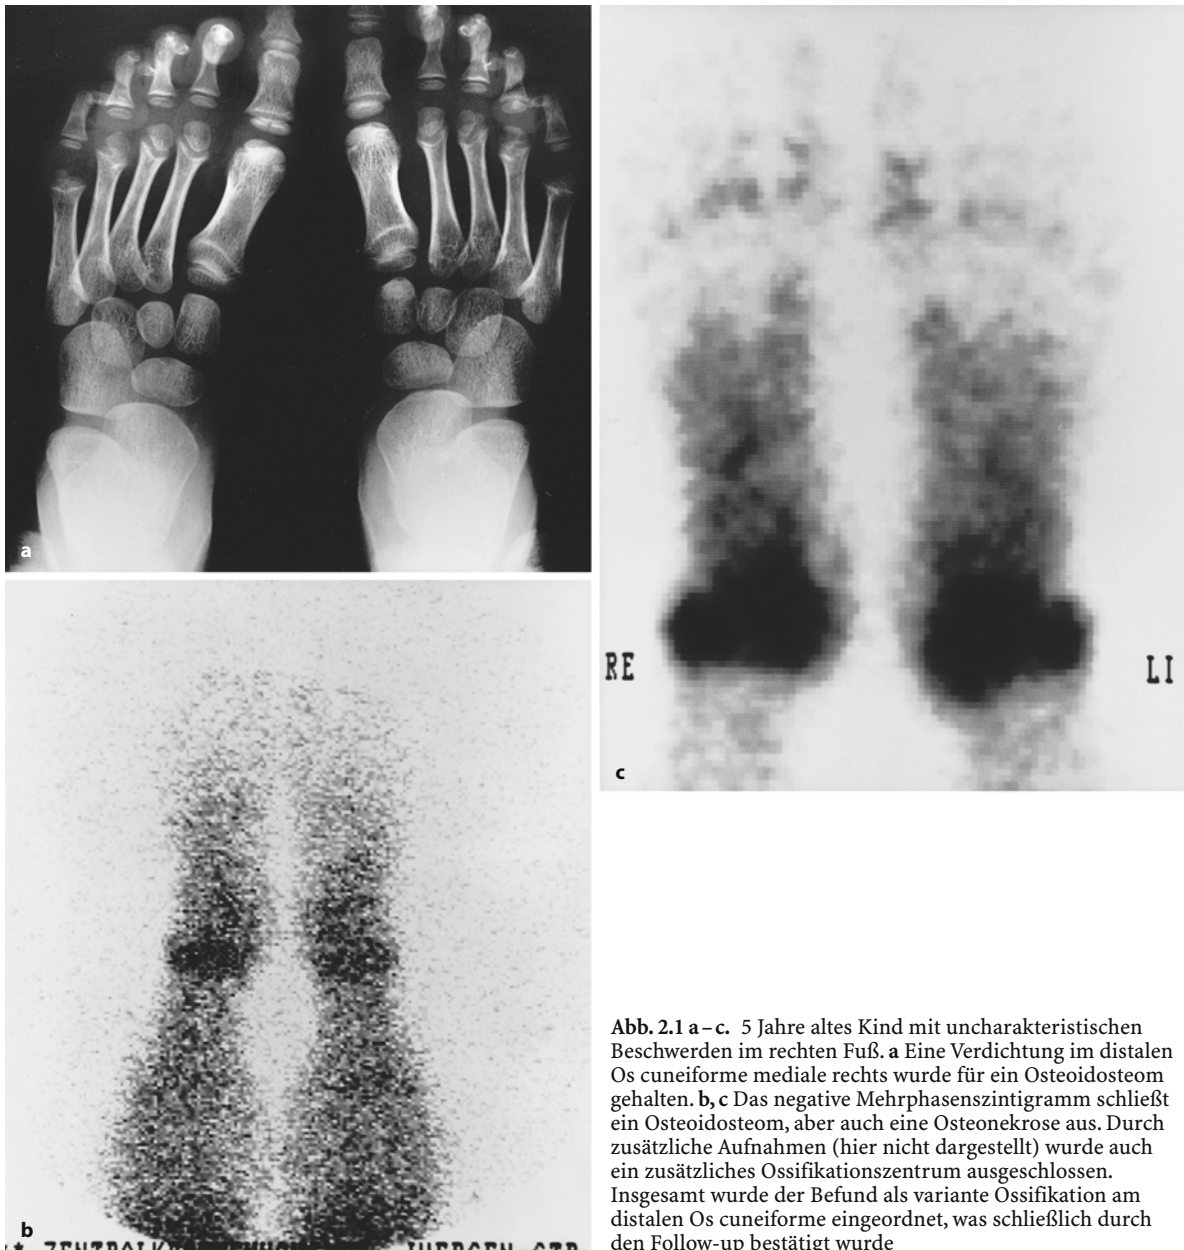 a
RE
LI
c
b
Abb. 2.1 a – c. 5 Jahre altes Kind mit uncharakteristischen
Beschwerden im rechten Fuß. a Eine Verdichtung im distalen
Os cuneiforme mediale rechts wurde für ein Osteoidosteom
gehalten. b, c Das negative Mehrphasenszintigramm schließt
ein Osteoidosteom, aber auch eine Osteonekrose aus. Durch
zusätzliche Aufnahmen (hier nicht dargestellt) wurde auch
ein zusätzliches Ossifikationszentrum ausgeschlossen.
Insgesamt wurde der Befund als variante Ossifikation am
distalen Os cuneiforme eingeordnet, was schließlich durch
den Follow-up bestätigt wurde